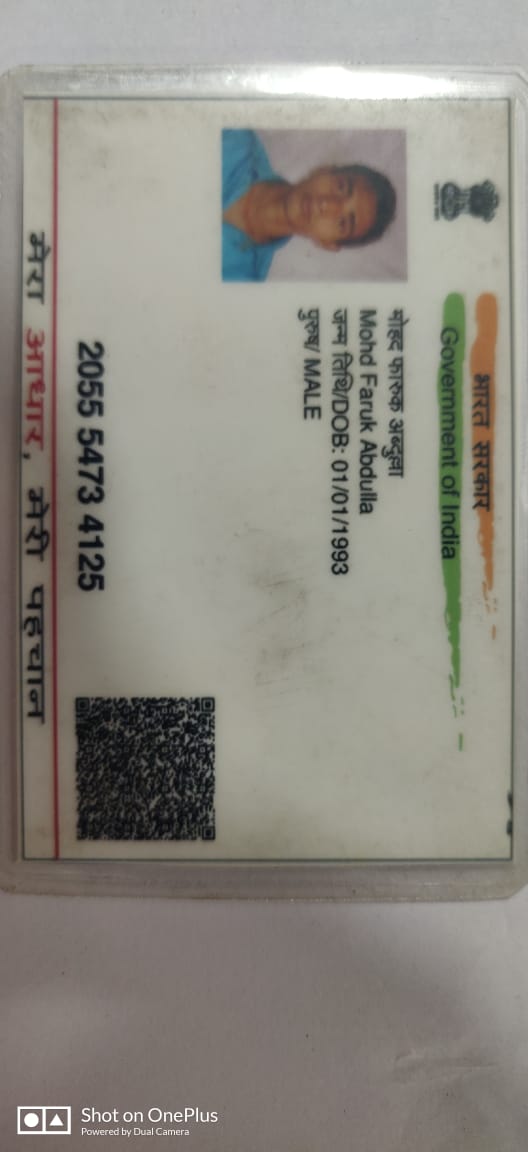 भारत सरकार
Government of India
मोहद फारुक अब्दुला
Mohd Faruk Abdulla
जन्म तिथि/DOB: 01/01/1993
पुरुष/ MALE
2055 5473 4125
मेरा आधार, मेरी पहचान
Shot on OnePlus
Powered by Dual Camera